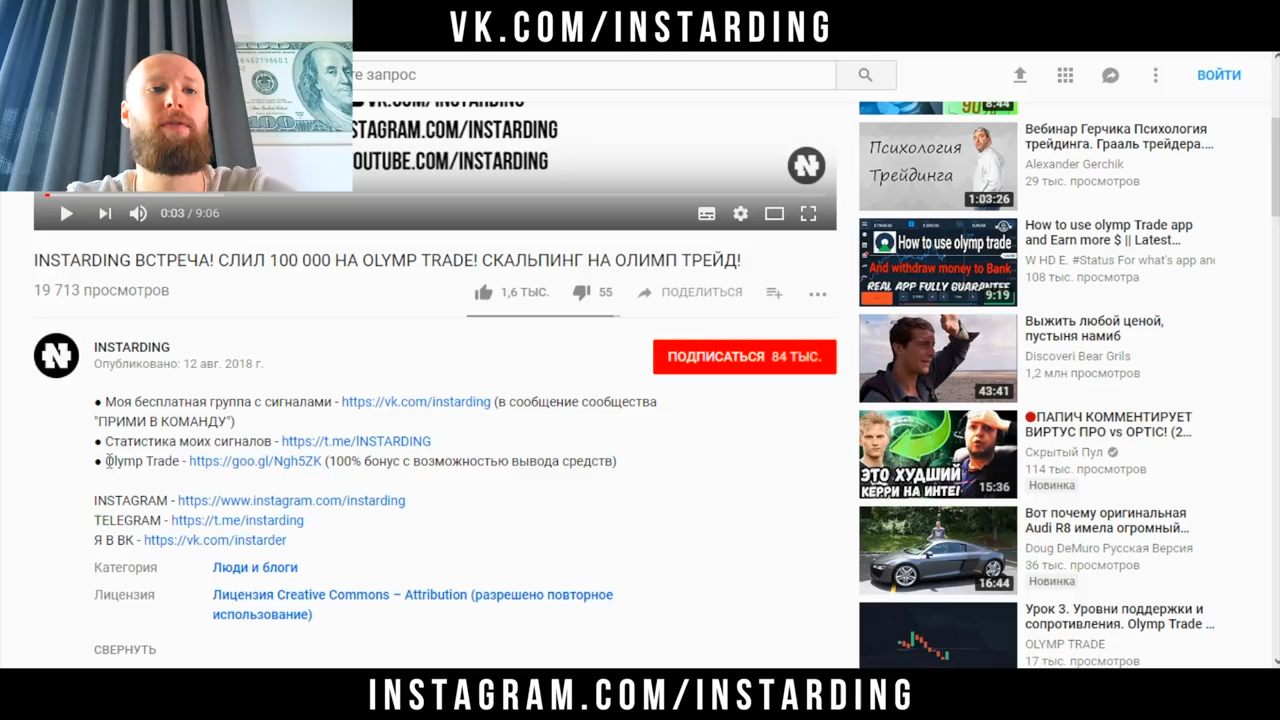 VK.COM/INSTARDING
те запрос
ВОЙТИ
VK.COM/INSTARDING
STAGRAM.COM/INSTARDING
OUTUBE.COM/INSTARDING
0:03 / 9:06
INSTARDING ВСТРЕЧА! СЛИЛ 100 000 НА OLYMP TRADE! СКАЛЬПИНГ НА ОЛИМП ТРЕЙД!
19 713 просмотров
1,6 ТЫС.
55
ПОДЕЛИТЬСЯ
INSTARDING
Опубликовано: 12 авг. 2018 г.
ПОДПИСАТЬСЯ 84 ТЫС.
● Моя бесплатная группа с сигналами - https://vk.com/instarding (в сообщение сообщества
"ПРИМИ В КОМАНДУ")
● Статистика моих сигналов - https://t.me/INSTARDING
● Olymp Trade - https://goo.gl/Ngh5ZK (100% бонус с возможностью вывода средств)
INSTAGRAM - https://www.instagram.com/instarding
TELEGRAM - https://t.me/instarding
Я В ВК - https://vk.com/instarder
Категория
Люди и блоги
Лицензия
Лицензия Creative Commons – Attribution (разрешено повторное
использование)
СВЕРНУТЬ
90%
8:44
Психология
Трейдинга
1:03:26
Вебинар Герчика Психология
трейдинга. Грааль трейдера....
Alexander Gerchik
29 тыс. просмотров
How to use olymp trade
And withdraw money to Bank
REAL APP FULLY GUARANTEE
9:19
How to use olymp Trade app
and Earn more $ || Latest...
W HD E. #Status For what's app and
108 тыс. просмотров
43:41
Выжить любой ценой,
пустыня намиб
Discoveri Bear Grils
1,2 млн просмотров
ЭТО ХУДШИЙ
КЕРРИ НА ИНТЕ!
15:36
ПАПИЧ КОММЕНТИРУЕТ
ВИРТУС ПРО vs OPTIC! (2...
Скрытый Пул
114 тыс. просмотров
Новинка
16:44
Вот почему оригинальная
Audi R8 имела огромный...
Doug DeMuro Русская Версия
36 тыс. просмотров
Новинка
Урок 3. Уровни поддержки и
сопротивления. Olymp Trade ...
OLYMP TRADE
17 тыс. просмотров
INSTAGRAM.COM/INSTARDING